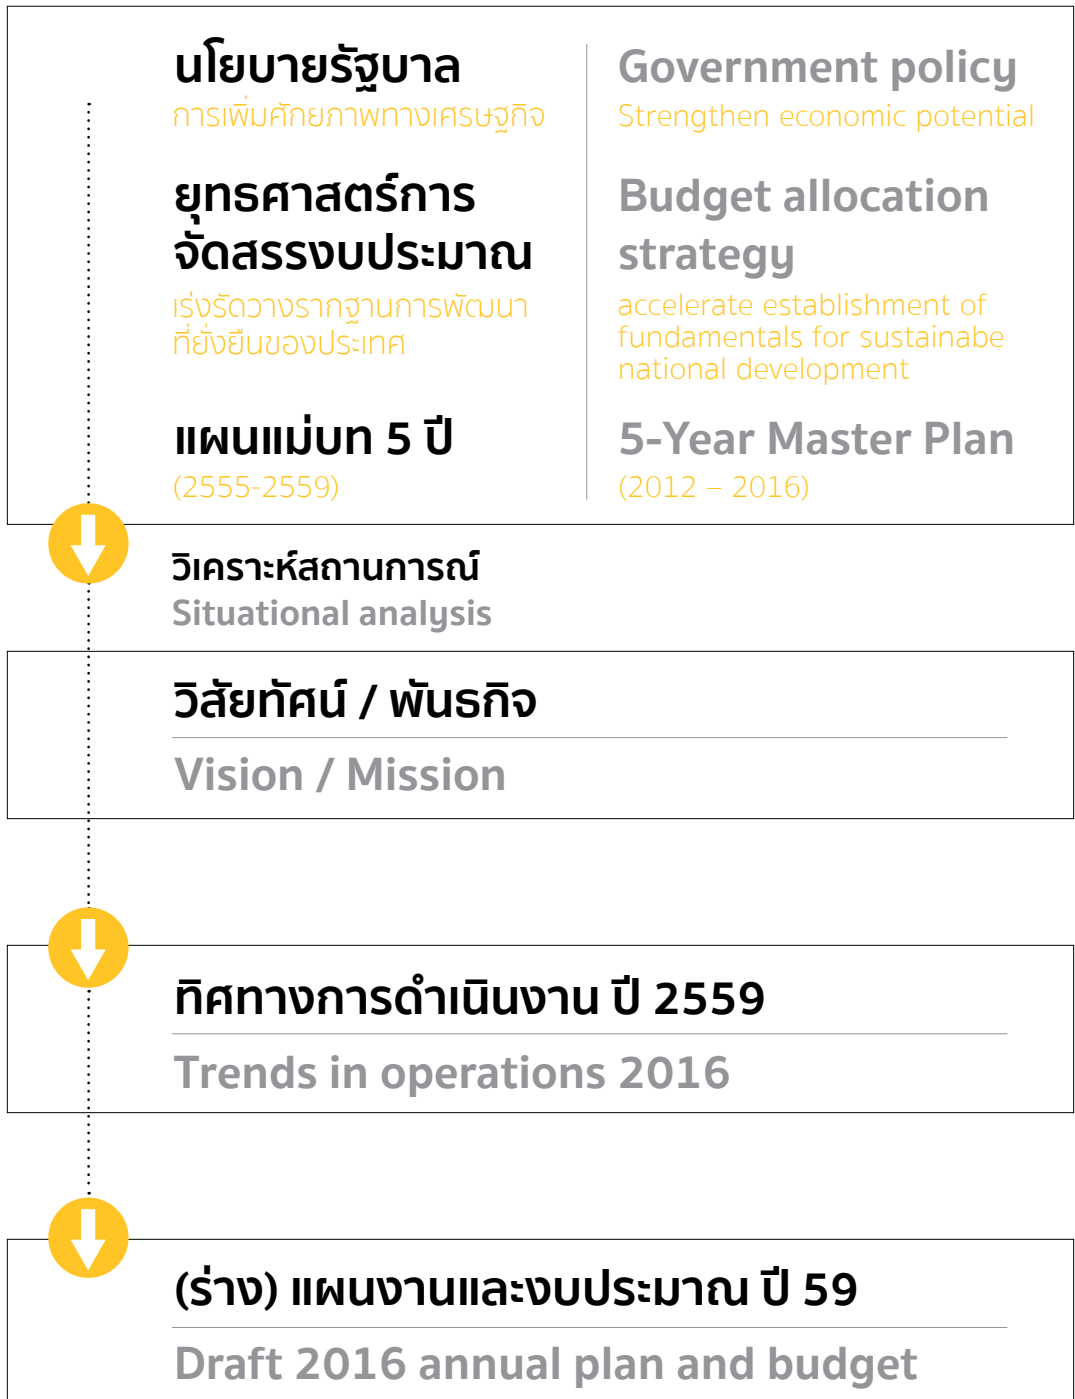 นโยบายรัฐบาล
การเพิ่มศักยภาพทางเศรษฐกิจ
ยุทธศาสตร์การ
จัดสรรงบประมาณ
เร่งรัดวางรากฐานการพัฒนา
ที่ยั่งยืนของประเทศ
แผนแม่บท 5 ปี
(2555-2559)
Government policy
Strengthen economic potential
Budget allocation
strategy
accelerate establishment of
fundamentals for sustainabe
national development
5-Year Master Plan
(2012 – 2016)
วิเคราะห์สถานการณ์
Situational analysis
วิสัยทัศน์ / พันธกิจ
Vision / Mission
ทิศทางการดำเนินงาน ปี 2559
Trends in operations 2016
(ร่าง) แผนงานและงบประมาณ ปี 59
Draft 2016 annual plan and budget